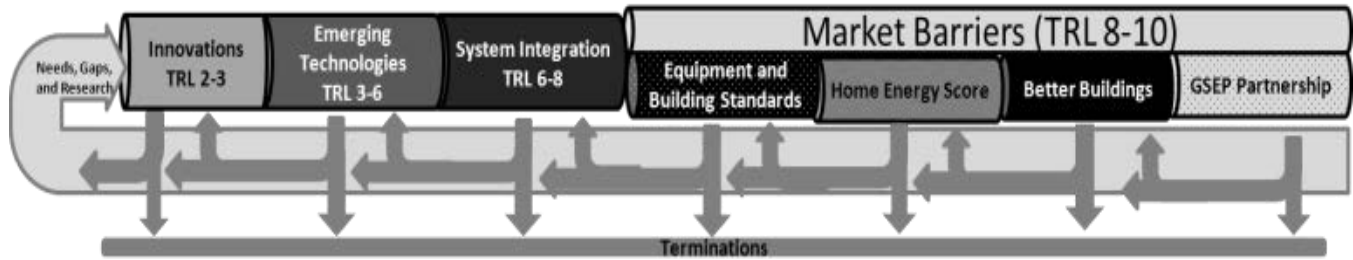 Needs, Gaps,
and Research
Innovations
TRL 2-3
Emerging
Technologies
TRL 3-6
System Integration
TRL 6-8
Market Barriers (TRL 8-10)
Equipment and
Building Standards
Home Energy Score
Better Buildings
GSEP Partnership
Terminations